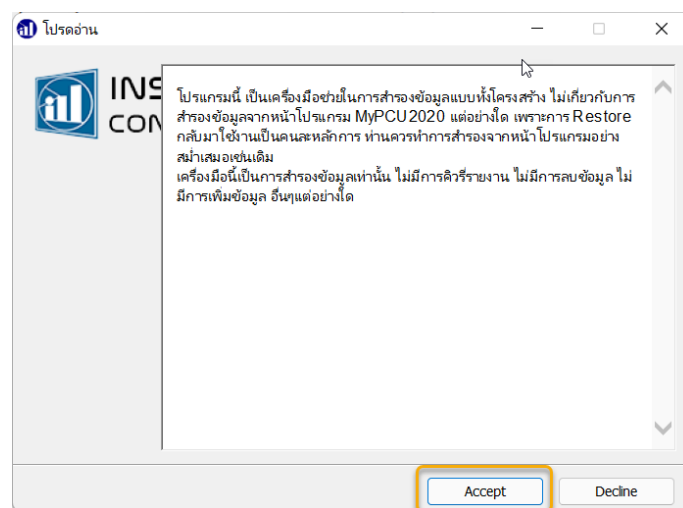 โปรดอ่าน
INS
CON
โปรแกรมนี้ เป็นเครื่องมือช่วยในการสำรองข้อมูลแบบทั้งโครงสร้าง ไม่เกี่ยวกับการ
สำรองข้อมูลจากหน้าโปรแกรม MyPCU2020 แต่อย่างใด เพราะการ Restore
กลับมาใช้งานเป็นคนละหลักการ ท่านควรทำการสำรองจากหน้าโปรแกรมอย่าง
สม่ำเสมอเช่นเดิม
เครื่องมือนี้เป็นการสำรองข้อมูลเท่านั้น ไม่มีการคิวรี่รายงาน ไม่มีการลบข้อมูล ไม่
มีการเพิ่มข้อมูล อื่นๆแต่อย่างใด
Accept
Decline